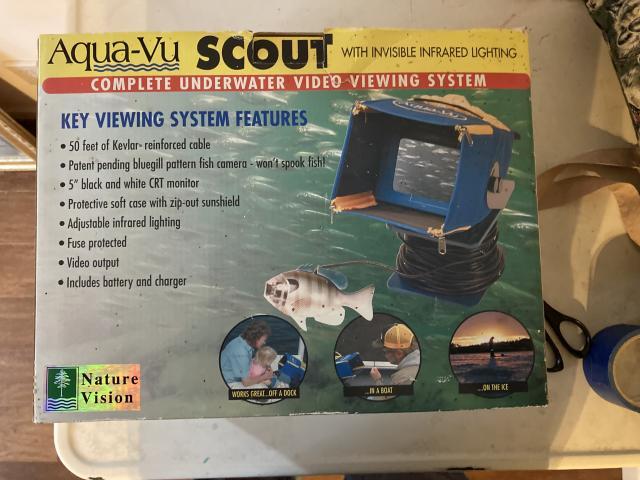 Aqua-Vu SCOUT WITH INVISIBLE INFRARED LIGHTING
COMPLETE UNDERWATER VIDEO VIEWING SYSTEM
KEY VIEWING SYSTEM FEATURES
• 50 feet of Kevlar- reinforced cable
• Patent pending bluegill pattern fish camera - won't spook fish!
• 5" black and white CRT monitor
• Protective soft case with zip-out sunshield
• Adjustable infrared lighting
• Fuse protected
• Video output
• Includes battery and charger
WORKS GREAT...OFF A DOCK
...IN A BOAT
...ON THE ICE
Nature
Vision